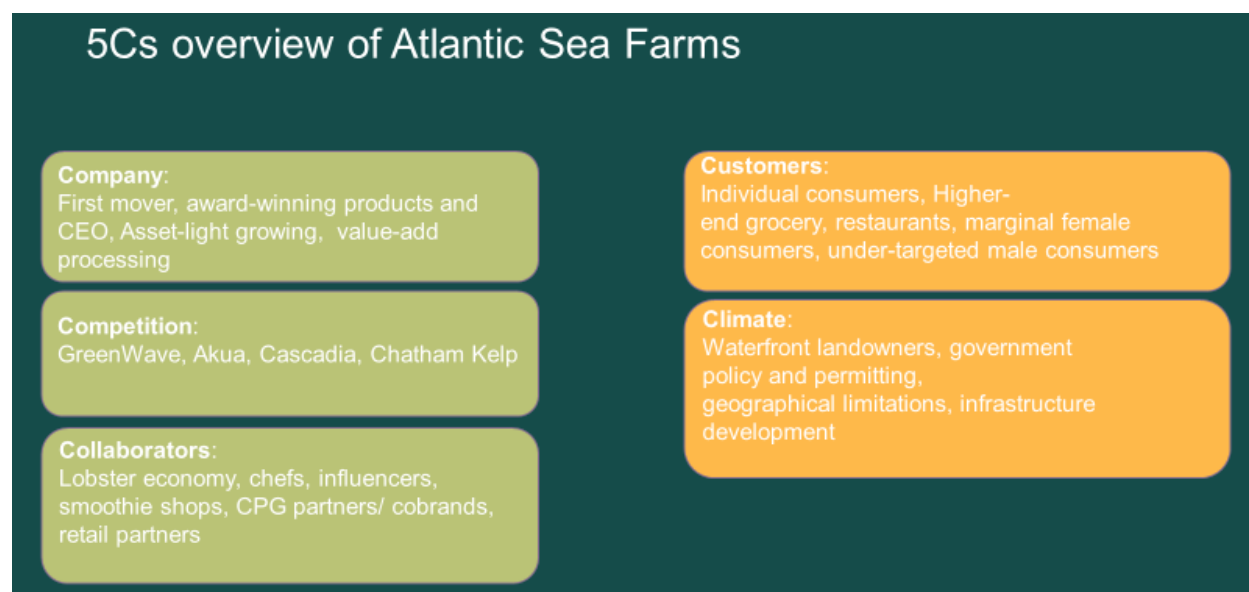 5Cs overview of Atlantic Sea Farms
Company:
First mover, award-winning products and
CEO, Asset-light growing,  value-add
processing
Competition:
GreenWave, Akua, Cascadia, Chatham Kelp
Collaborators:
Lobster economy, chefs, influencers,
smoothie shops, CPG partners/ cobrands,
retail partners
Customers:
Individual consumers, Higher-
end grocery, restaurants, marginal female
consumers, under-targeted male consumers
Climate:
Waterfront landowners, government
policy and permitting,
geographical limitations, infrastructure
development